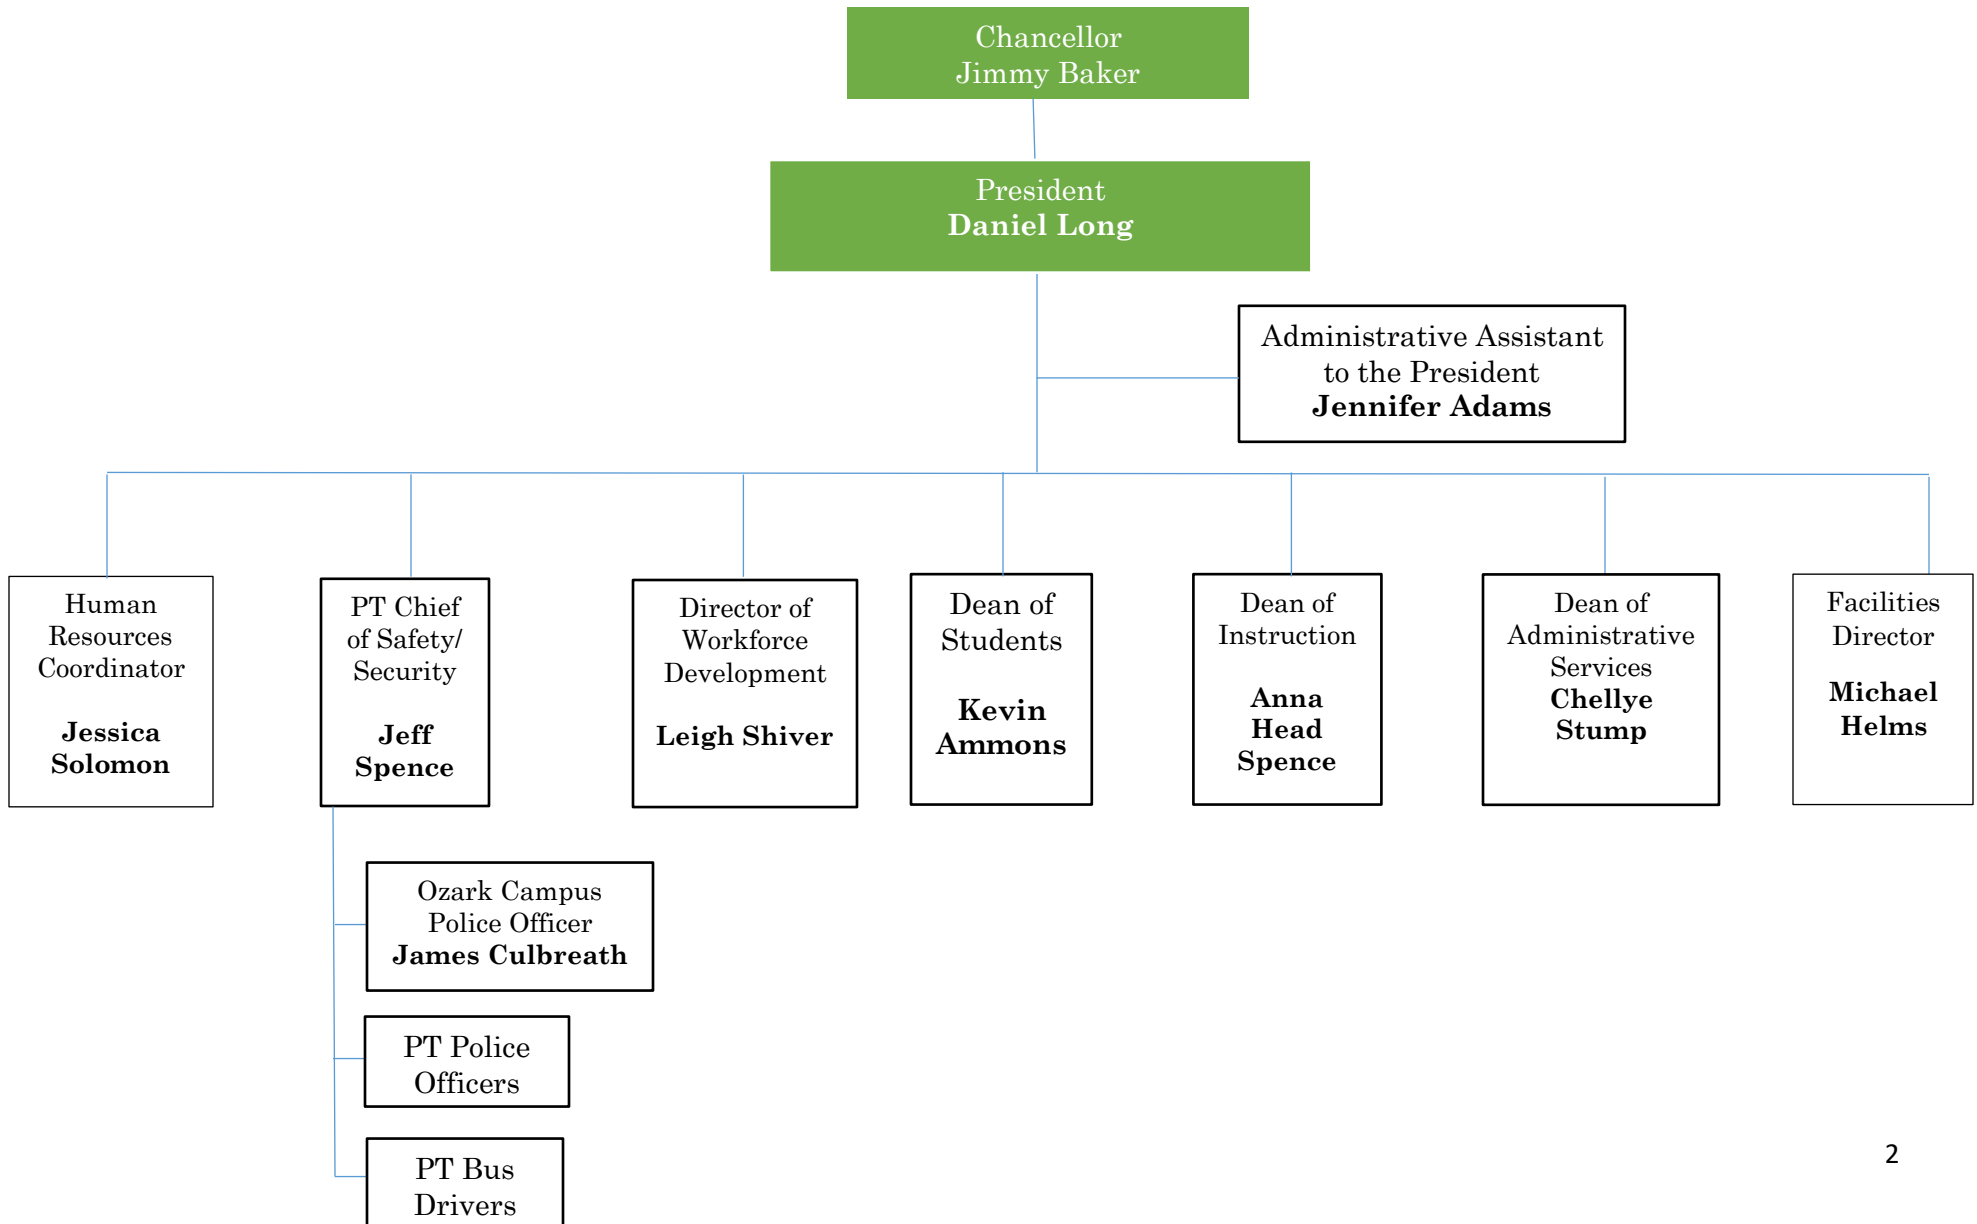 Chancellor
Jimmy Baker
President
Daniel Long
Administrative Assistant
to the President
Jennifer Adams
Human
Resources
Coordinator
Jessica
Solomon
PT Chief
of Safety/
Security
Jeff
Spence
Director of
Workforce
Development
Leigh Shiver
Dean of
Students
Kevin
Ammons
Dean of
Instruction
Anna
Head
Spence
Dean of
Administrative
Services
Chellye
Stump
Facilities
Director
Michael
Helms
Ozark Campus
Police Officer
James Culbreath
PT Police
Officers
PT Bus
Drivers
2